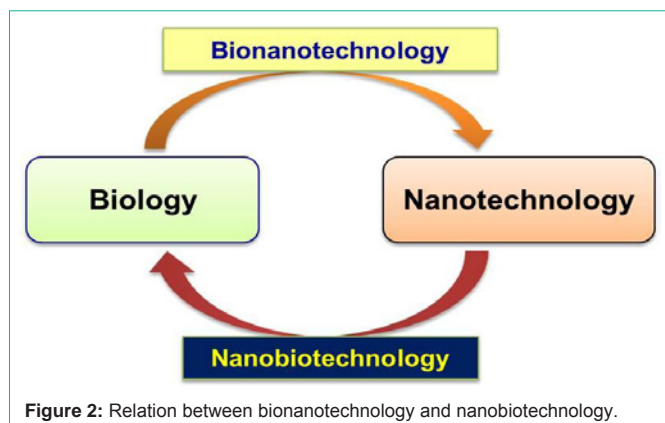 Bionanotechnology
Biology
Nanotechnology
Nanobiotechnology
Figure 2: Relation between bionanotechnology and nanobiotechnology.